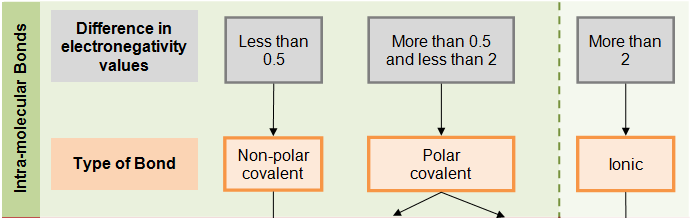 Intra-molecular Bonds
Difference in
electronegativity
values
Less than
0.5
More than 0.5
and less than 2
More than
2
Type of Bond
Non-polar
covalent
Polar
covalent
Ionic